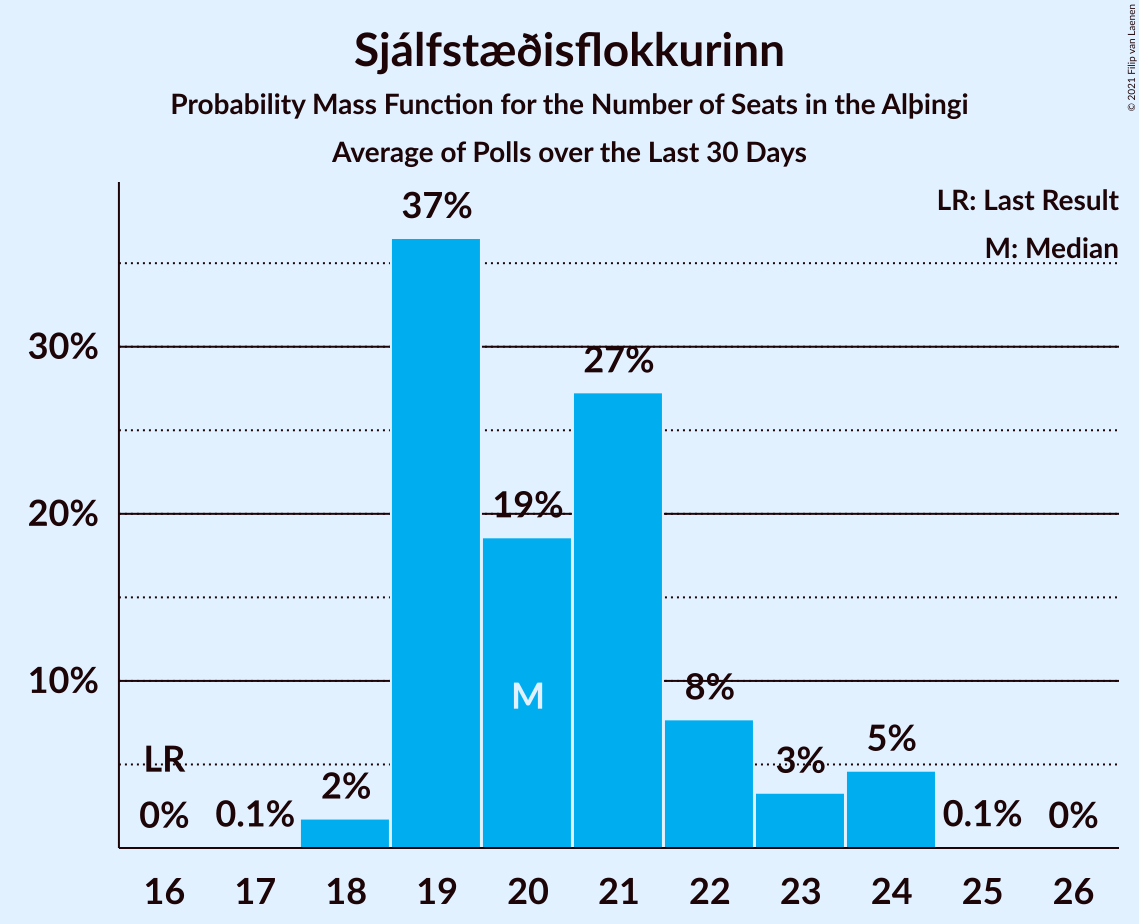 Sjálfstæðisflokkurinn
Probability Mass Function for the Number of Seats in the Alþingi
Average of Polls over the Last 30 Days
© 2021 Filip van Laenen
LR: Last Result
M: Median
37%
30%
27%
20%
19%
10%
M
8%
LR
5%
3%
2%
0%
0.1%
0.1%
0%
16 17 18 19 20 21 22 23 24 25 26